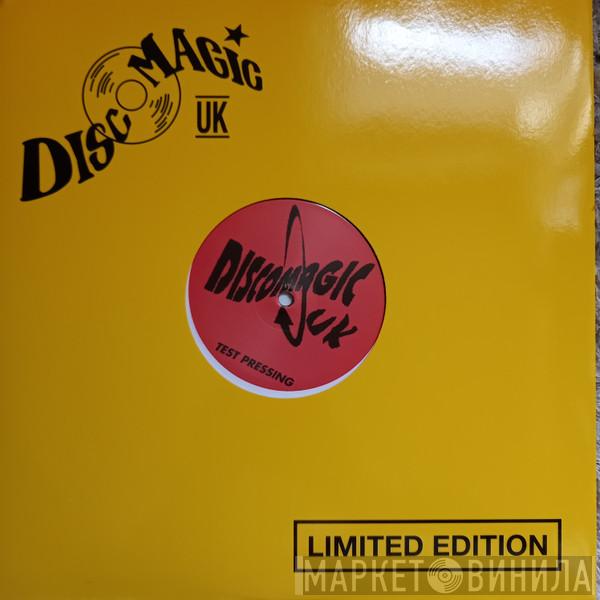 DISCOMAGIC
UK
DISCOMAGIC
UK
TEST PRESSING
LIMITED EDITION
МАРКЕТ ВИНИЛА